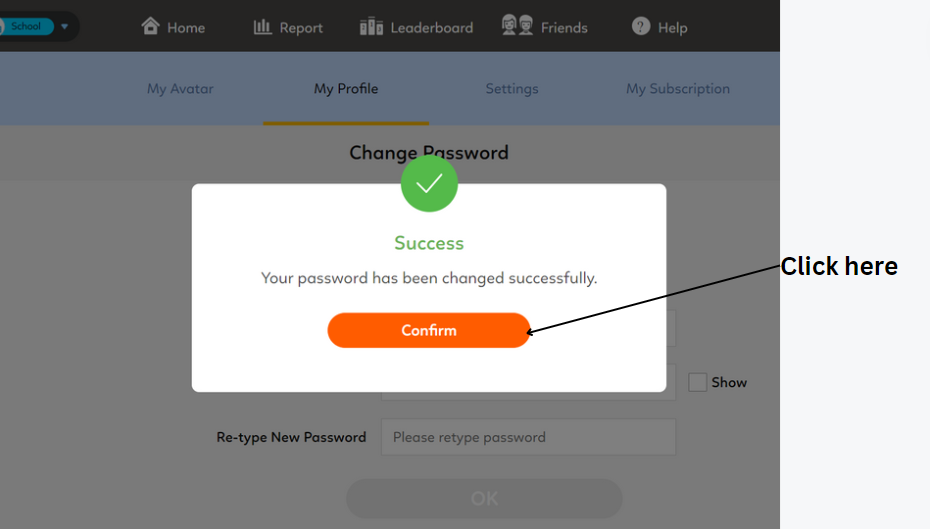 School
Home
Report
Leaderboard
Friends
? Help
My Avatar
My Profile
Settings
My Subscription
Change Password
Success
Your password has been changed successfully.
Click here
Confirm
Show
Re-type New Password
Please retype password
OK